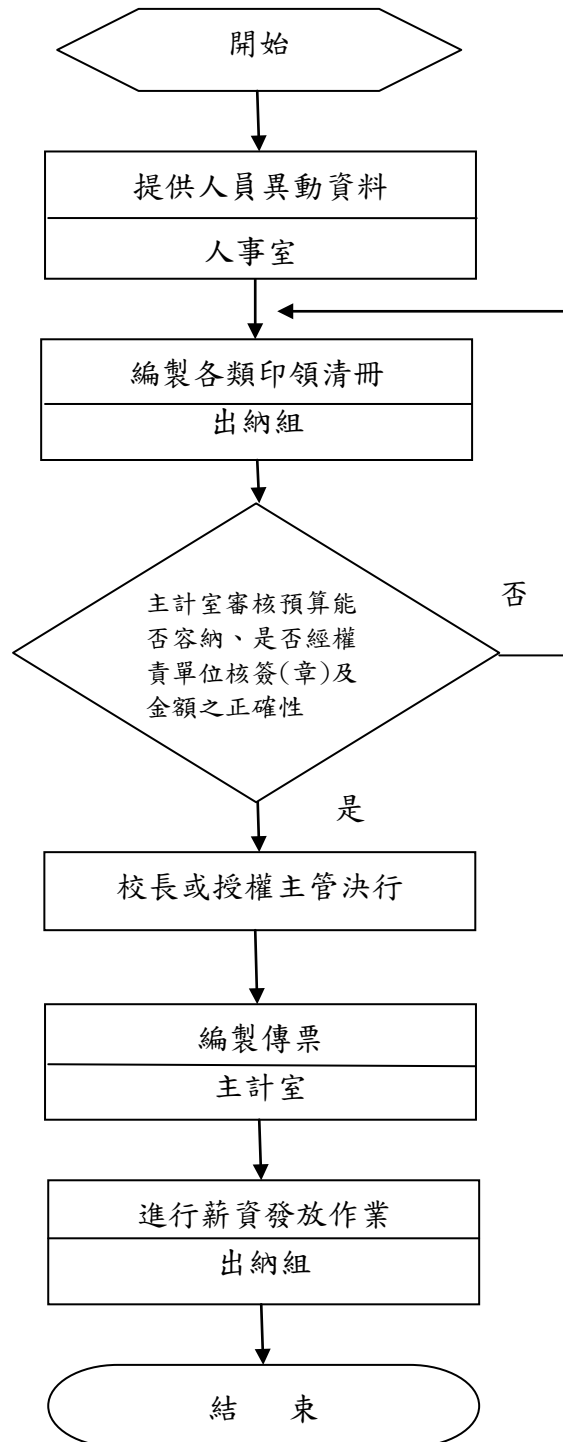 開始
提供人員異動資料
人事室
編製各類印領清冊
出納組
主計室審核預算能
否容納、是否經權
責單位核簽(章)及
金額之正確性
否
是
校長或授權主管決行
編製傳票
主計室
進行薪資發放作業
出納組
結 束